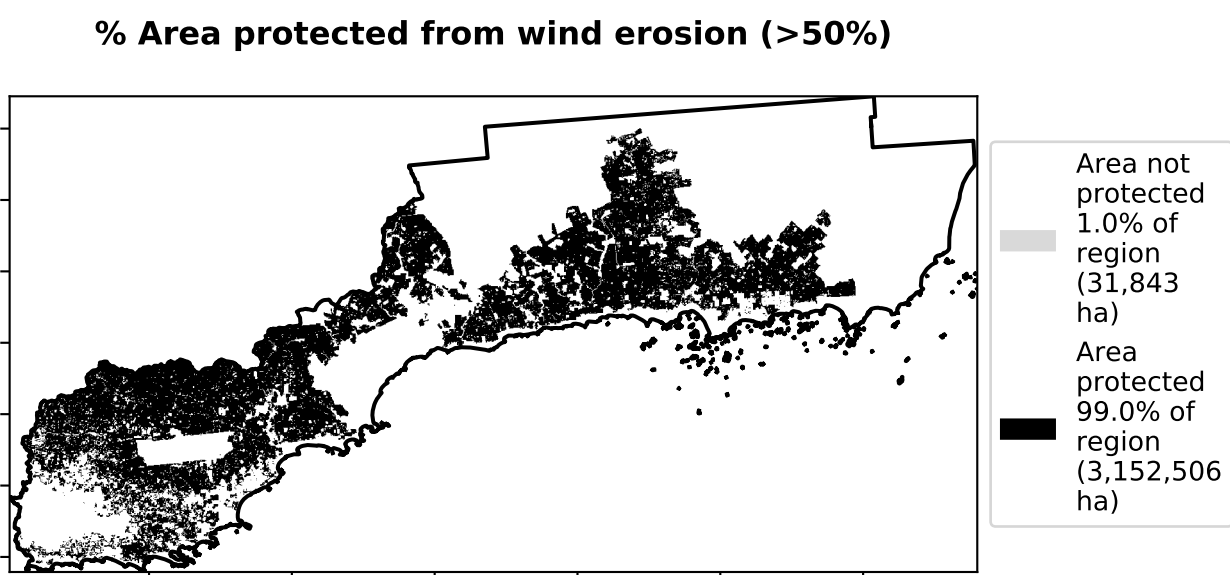 % Area protected from wind erosion (>50%)
Area not
protected
1.0% of
region
(31,843
ha)
Area
protected
99.0% of
region
(3,152,506
ha)